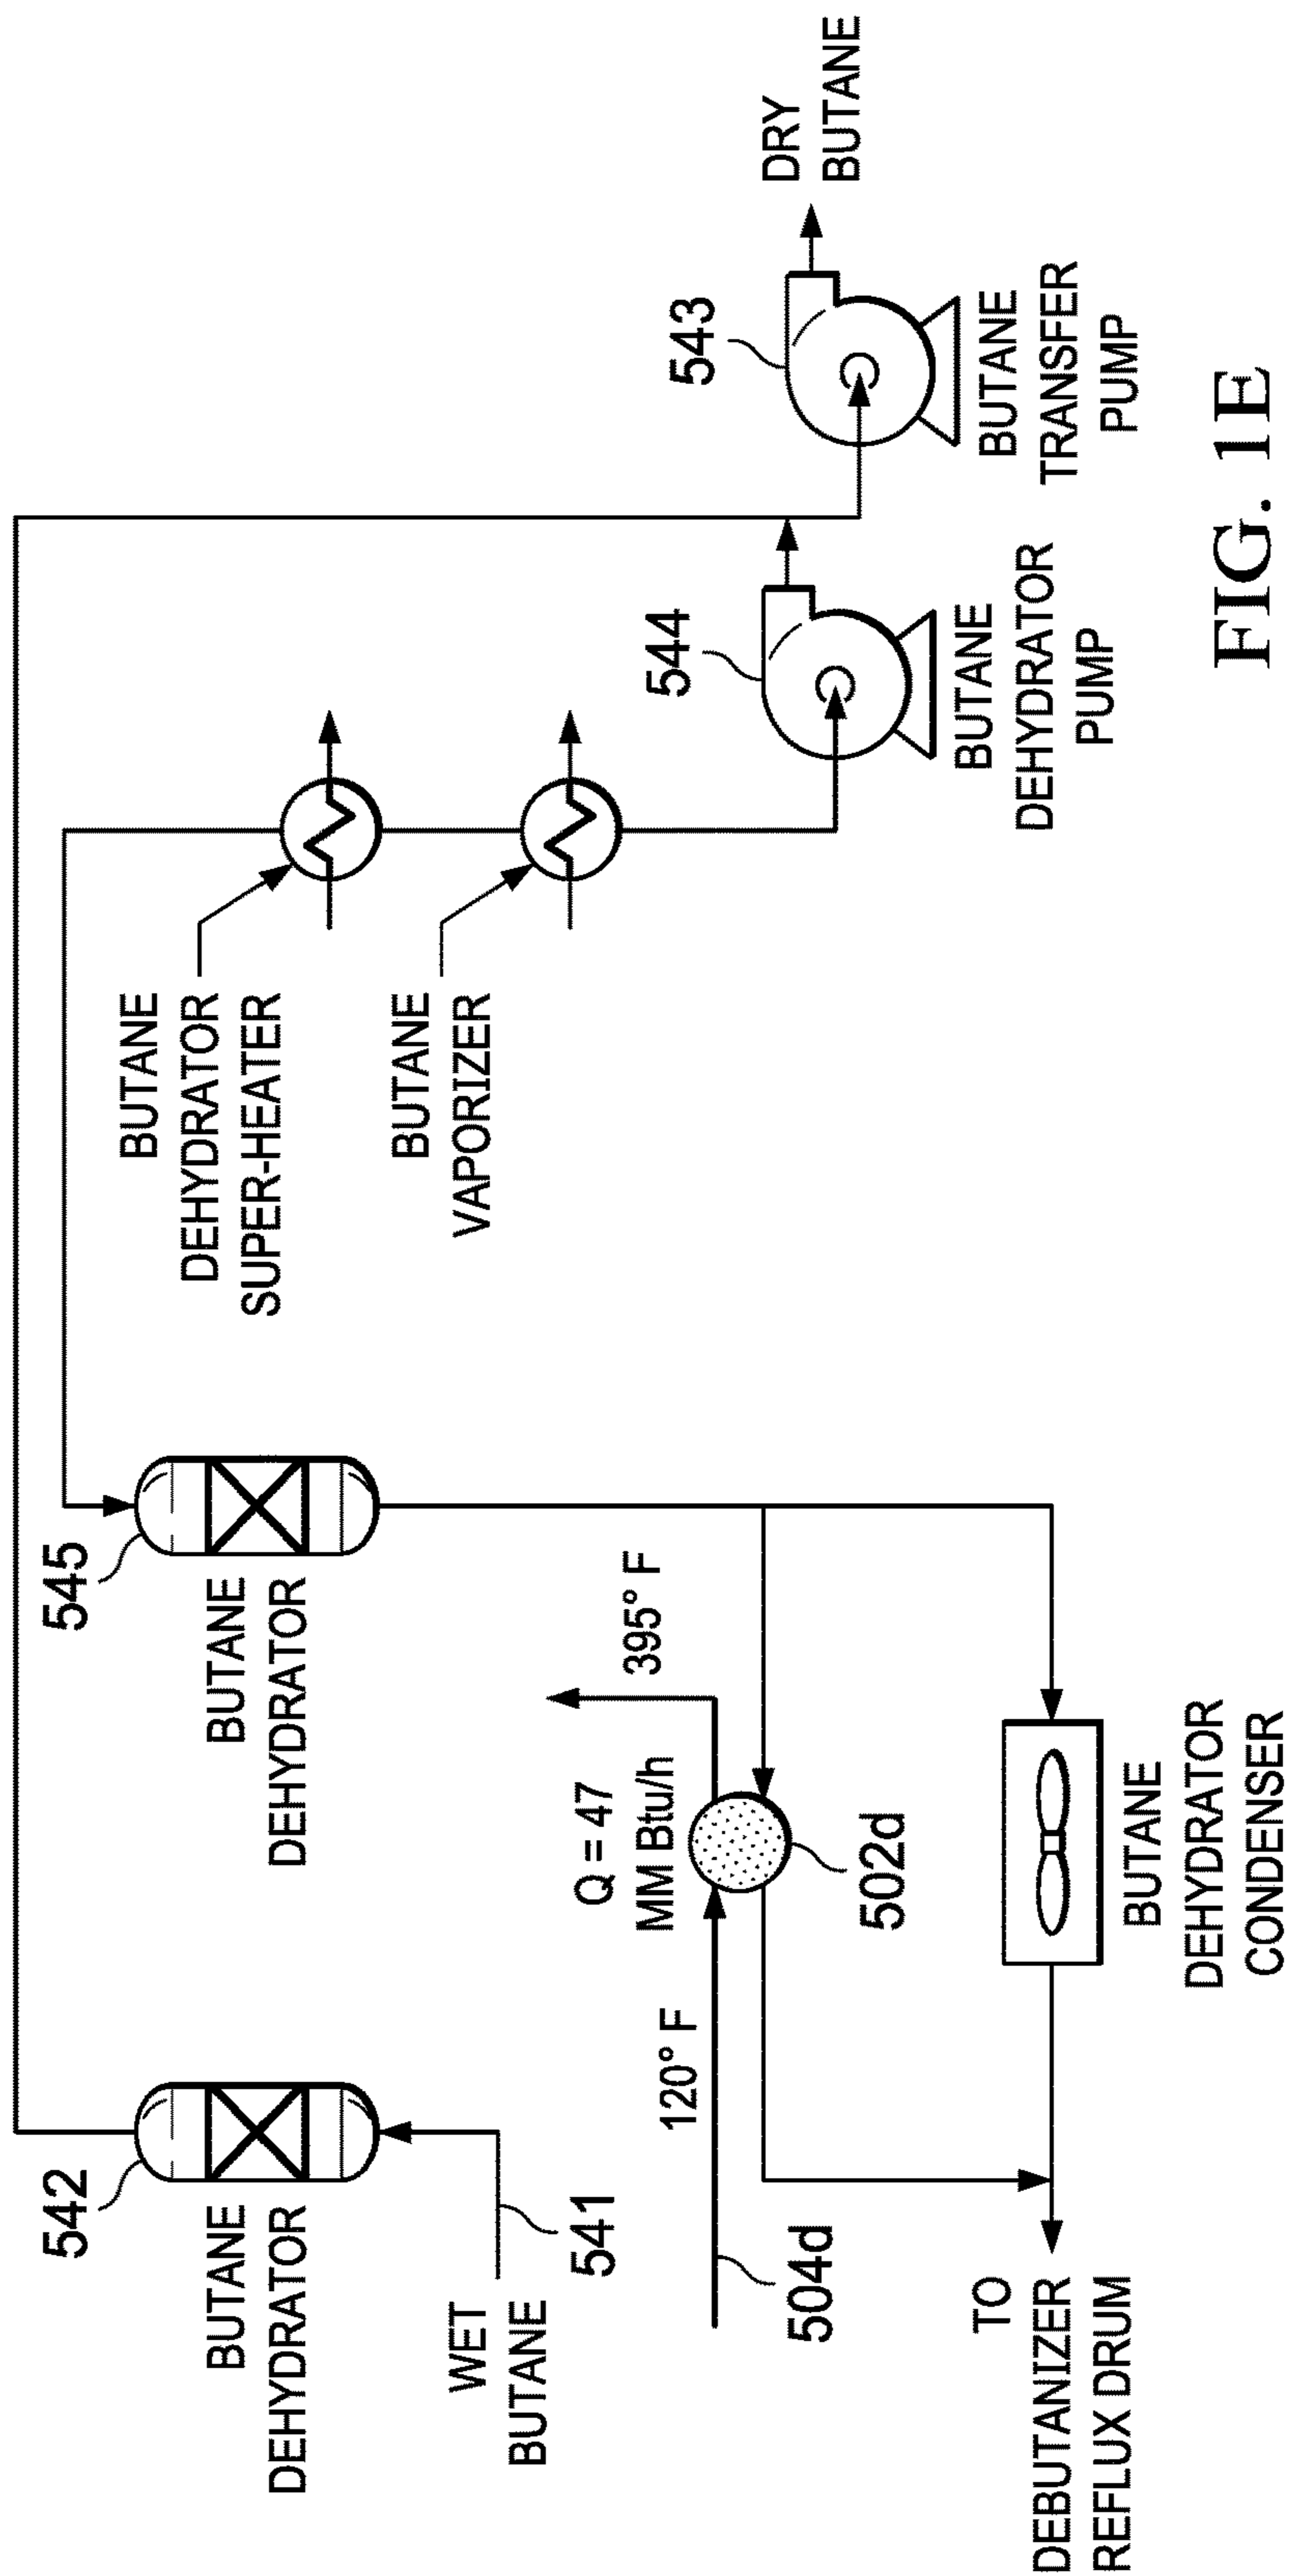 542
BUTANE
DEHYDRATOR
WET
BUTANE
541
545
BUTANE
DEHYDRATOR
BUTANE
DEHYDRATOR
SUPER-HEATER
BUTANE
VAPORIZER
504d
120° F
Q = 47
MM Btu/h
395° F
502d
TO
DEBUTANIZER
REFLUX DRUM
BUTANE
DEHYDRATOR
CONDENSER
544
BUTANE
DEHYDRATOR
PUMP
543
BUTANE
TRANSFER
PUMP
DRY
BUTANE
FIG. 1E